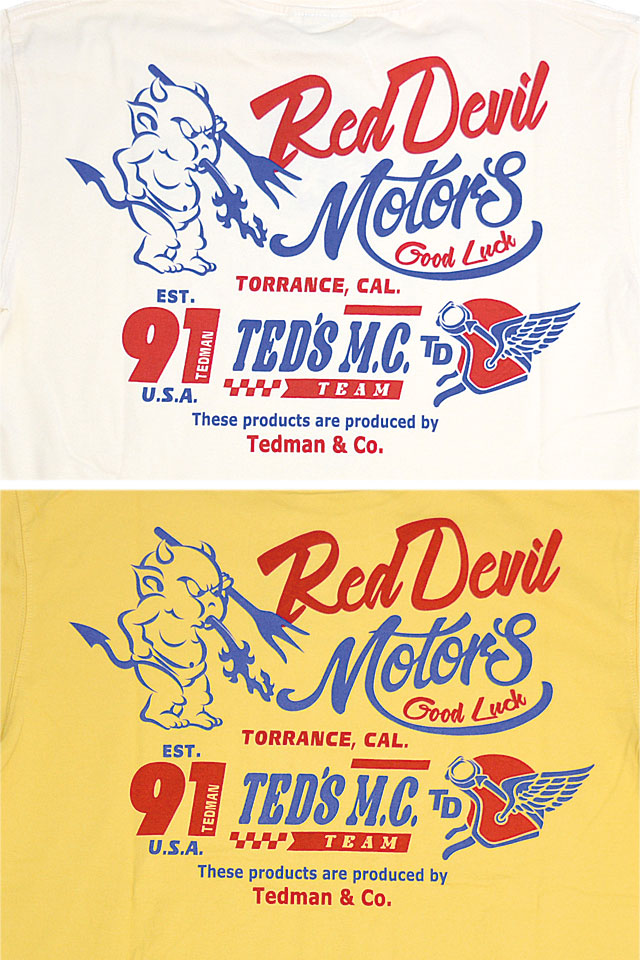 Red Devil
Motor'S
Good Luck
TORRANCE, CAL.
EST.
91
TEDMAN
U.S.A.
TED'S M.C.
TEAM
TD
These products are produced by
Tedman & Co.
Red Devil
Motor'S
Good Luck
TORRANCE, CAL.
EST.
91
TEDMAN
U.S.A.
TED'S M.C.
TEAM
TD
These products are produced by
Tedman & Co.